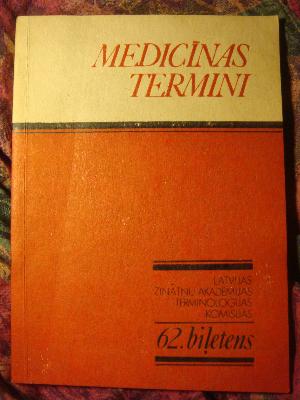 MEDICĪNAS
TERMINI
LATVIJAS
ZINĀTŅU AKADĒMIJAS
TERMINOLOĢIJAS
KOMISIJAS
62. biļetens